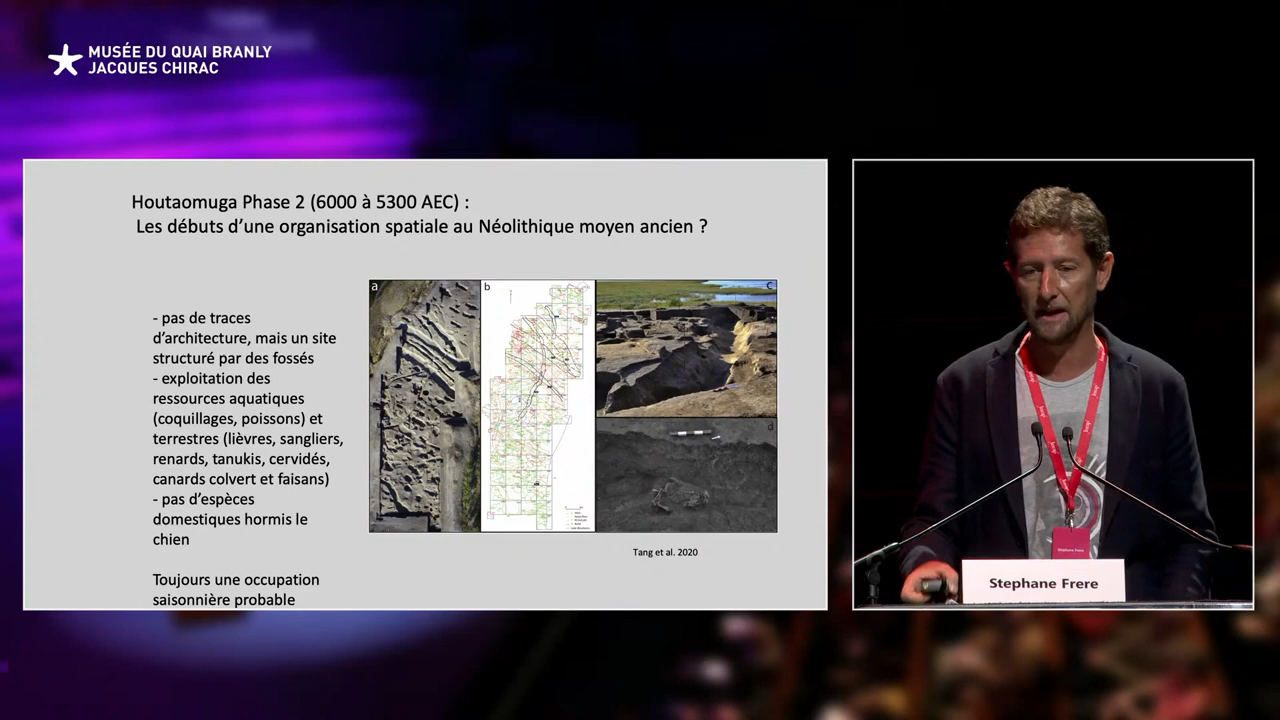 MUSÉE DU QUAI BRANLY
JACQUES CHIRAC
Houtaomuga Phase 2 (6000 à 5300 AEC) :
Les débuts d'une organisation spatiale au Néolithique moyen ancien ?
- pas de traces
d'architecture, mais un site
structuré par des fossés
- exploitation des
ressources aquatiques
(coquillages, poissons) et
terrestres (lièvres, sangliers,
renards, tanukis, cervidés,
canards colvert et faisans)
- pas d'espèces
domestiques hormis le
chien
Toujours une occupation
saisonnière probable
a
b
c
d
Tang et al. 2020
Stephane Frere
Stephane Frere